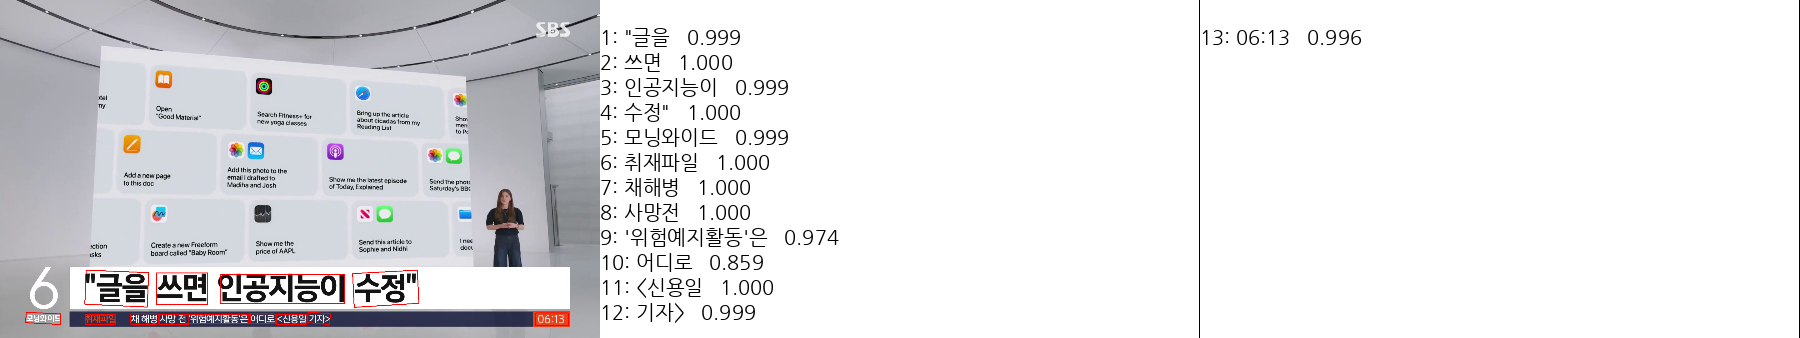 SBS
Open
"Good Material"
Search Fitness+ for
new yoga classes
Bring up the article
about cicadas from my
Reading List
Add a new page
to this doc
Add this photo to the
email I drafted to
Madiha and Josh
Show me the latest episode
of Today, Explained
Send the
Saturday's
Create a new Freeform
board called "Baby Room"
Show me the
price of AAPL
Send this article to
Sophie and Nidhi
I
6
"글을 쓰면 인공지능이 수정"
모닝와이드
취재파일 채 해병 사망 전 '위험예지활동'은 어디로 <신용일 기자>
06:13
1: "글을 0.999
2: 쓰면 1.000
3: 인공지능이 0.999
4: 수정" 1.000
5: 모닝와이드 0.999
6: 취재파일 1.000
7: 채해병 1.000
8: 사망전 1.000
9: '위험예지활동'은 0.974
10: 어디로 0.859
11: <신용일 1.000
12: 기자> 0.999
13: 06:13 0.996